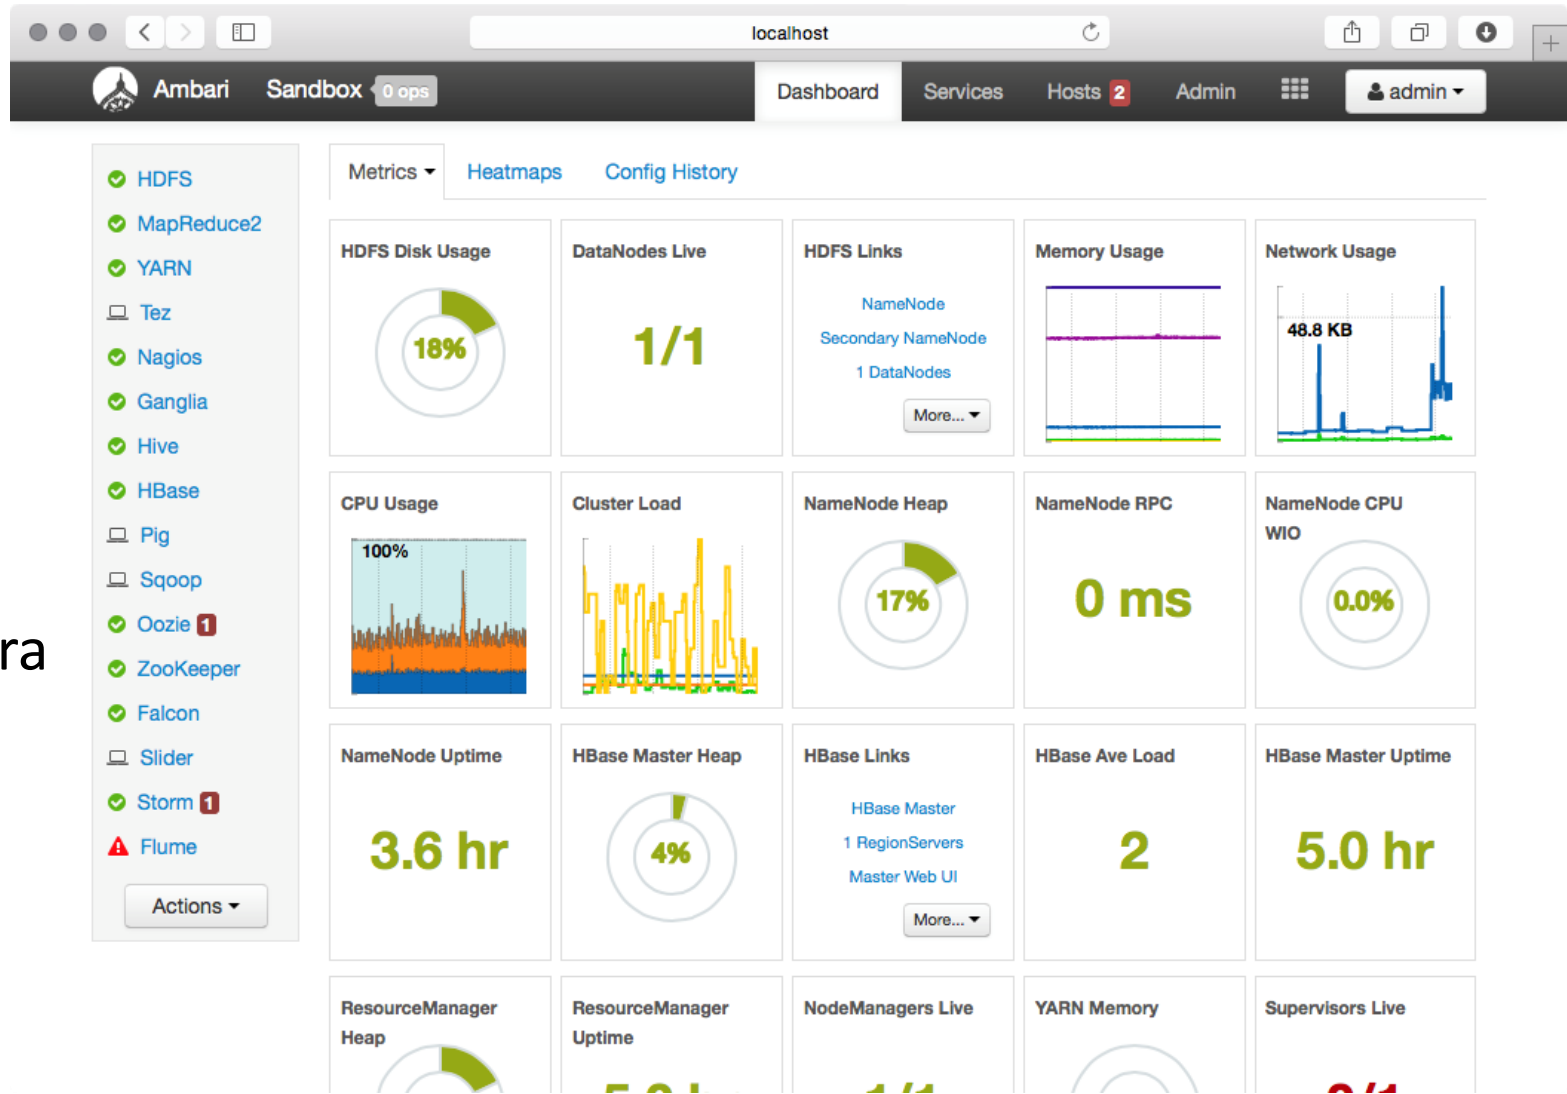 localhost
Ambari Sandbox 0 ops Dashboard Services Hosts 2 Admin admin
HDFS
MapReduce2
YARN
Tez
Nagios
Ganglia
Hive
HBase
Pig
Sqoop
Oozie 1
ZooKeeper
Falcon
Slider
Storm 1
Flume
Actions
ra
Metrics Heatmaps Config History
HDFS Disk Usage
18%
DataNodes Live
1/1
HDFS Links
NameNode
Secondary NameNode
1 DataNodes
More...
Memory Usage
Network Usage
48.8 KB
CPU Usage
100%
Cluster Load
NameNode Heap
17%
NameNode RPC
0 ms
NameNode CPU
WIO
0.0%
NameNode Uptime
3.6 hr
HBase Master Heap
4%
HBase Links
HBase Master
1 RegionServers
Master Web UI
More...
HBase Ave Load
2
HBase Master Uptime
5.0 hr
ResourceManager
Heap
ResourceManager
Uptime
NodeManagers Live
YARN Memory
Supervisors Live